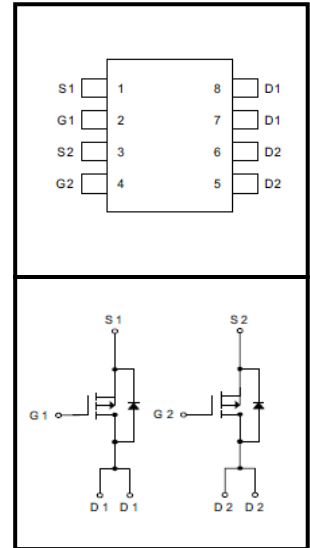 S1 1 8 D1
G1 2 7 D1
S2 3 6 D2
G2 4 5 D2
S1 S2
G1 G2
D1 D1 D2 D2